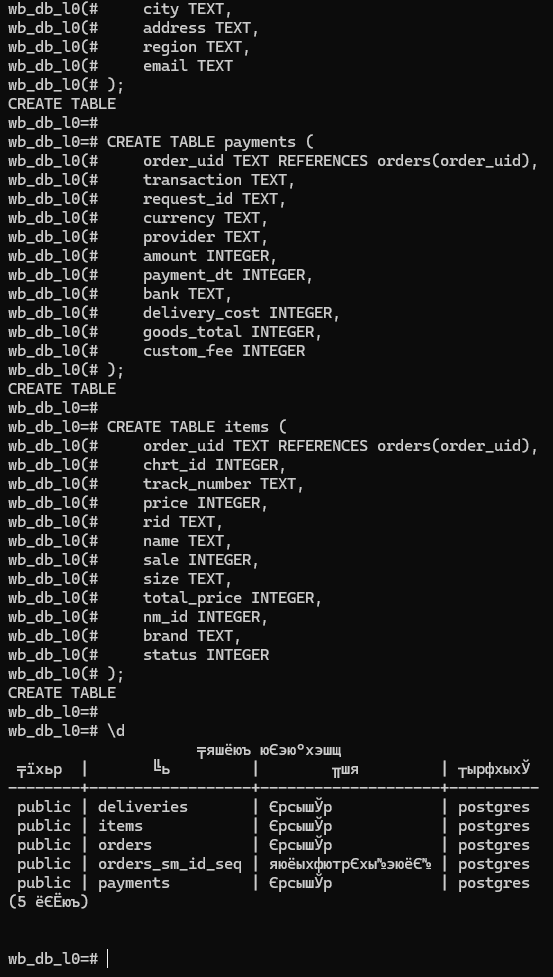 wb_db_l0(#     city TEXT,
wb_db_l0(#     address TEXT,
wb_db_l0(#     region TEXT,
wb_db_l0(#     email TEXT
wb_db_l0(# );
CREATE TABLE
wb_db_l0=#
wb_db_l0=# CREATE TABLE payments (
wb_db_l0(#     order_uid TEXT REFERENCES orders(order_uid),
wb_db_l0(#     transaction TEXT,
wb_db_l0(#     request_id TEXT,
wb_db_l0(#     currency TEXT,
wb_db_l0(#     provider TEXT,
wb_db_l0(#     amount INTEGER,
wb_db_l0(#     payment_dt INTEGER,
wb_db_l0(#     bank TEXT,
wb_db_l0(#     delivery_cost INTEGER,
wb_db_l0(#     goods_total INTEGER,
wb_db_l0(#     custom_fee INTEGER
wb_db_l0(# );
CREATE TABLE
wb_db_l0=#
wb_db_l0=# CREATE TABLE items (
wb_db_l0(#     order_uid TEXT REFERENCES orders(order_uid),
wb_db_l0(#     chrt_id INTEGER,
wb_db_l0(#     track_number TEXT,
wb_db_l0(#     price INTEGER,
wb_db_l0(#     rid TEXT,
wb_db_l0(#     name TEXT,
wb_db_l0(#     sale INTEGER,
wb_db_l0(#     size TEXT,
wb_db_l0(#     total_price INTEGER,
wb_db_l0(#     nm_id INTEGER,
wb_db_l0(#     brand TEXT,
wb_db_l0(#     status INTEGER
wb_db_l0(# );
CREATE TABLE
wb_db_l0=#
wb_db_l0=# \d
                     ╤яшёюъ юЄэю°хэшщ
 ╤їхьр  |       ╚ь         |        ╥шя         | ┬ырфхыхЎ
--------+------------------+--------------------+----------
 public | deliveries       | ЄрсышЎр            | postgres
 public | items            | ЄрсышЎр            | postgres
 public | orders           | ЄрсышЎр            | postgres
 public | orders_sm_id_seq | яюёыхфютрЄхы№эюёЄ№ | postgres
 public | payments         | ЄрсышЎр            | postgres
(5 ёЄЁюъ)
wb_db_l0=#